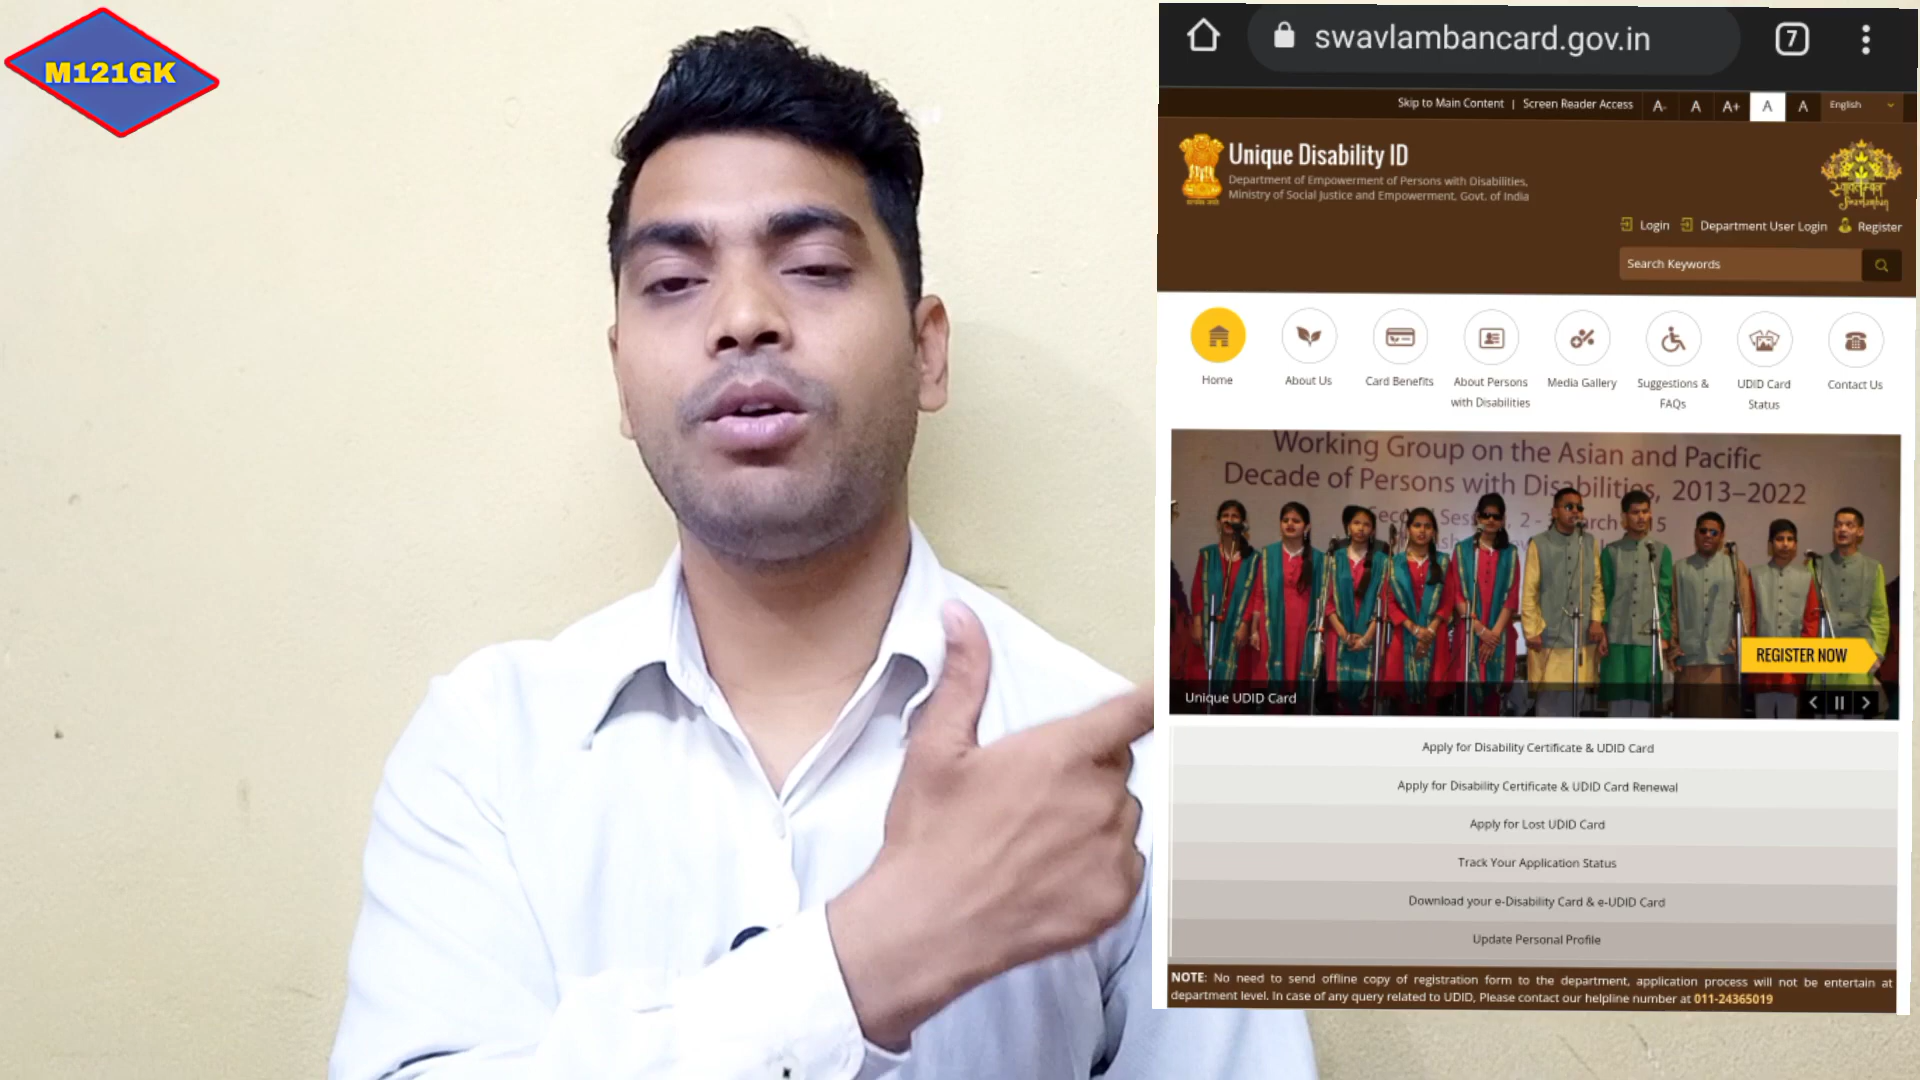 M121GK
swavlambancard.gov.in
7
Skip to Main Content | Screen Reader Access A- A A+ A A English
Unique Disability ID
Department of Empowerment of Persons with Disabilities,
Ministry of Social Justice and Empowerment, Govt. of India
स्वावलम्बन
Swavlamban
Login Department User Login Register
Search Keywords
Home
About Us
Card Benefits
About Persons
with Disabilities
Media Gallery
Suggestions &
FAQs
UDID Card
Status
Contact Us
Working Group on the Asian and Pacific
Decade of Persons with Disabilities, 2013–2022
REGISTER NOW
Unique UDID Card
Apply for Disability Certificate & UDID Card
Apply for Disability Certificate & UDID Card Renewal
Apply for Lost UDID Card
Track Your Application Status
Download your e-Disability Card & e-UDID Card
Update Personal Profile
NOTE: No need to send offline copy of registration form to the department, application process will not be entertain at
department level. In case of any query related to UDID, Please contact our helpline number at 011-24365019